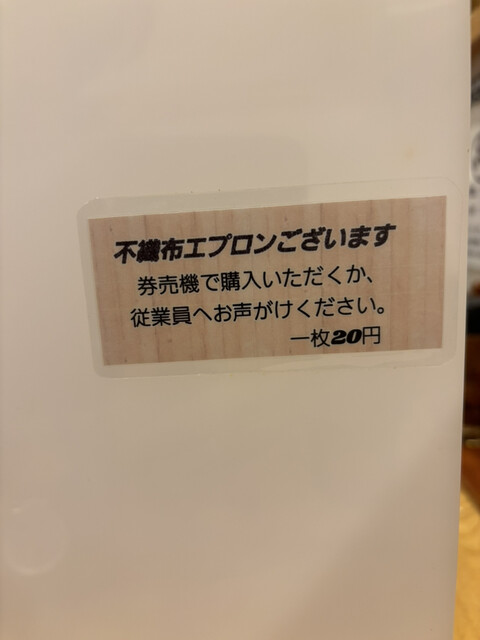 不織布エプロンございます
券売機で購入いただくか、
従業員へお声がけください。
一枚20円